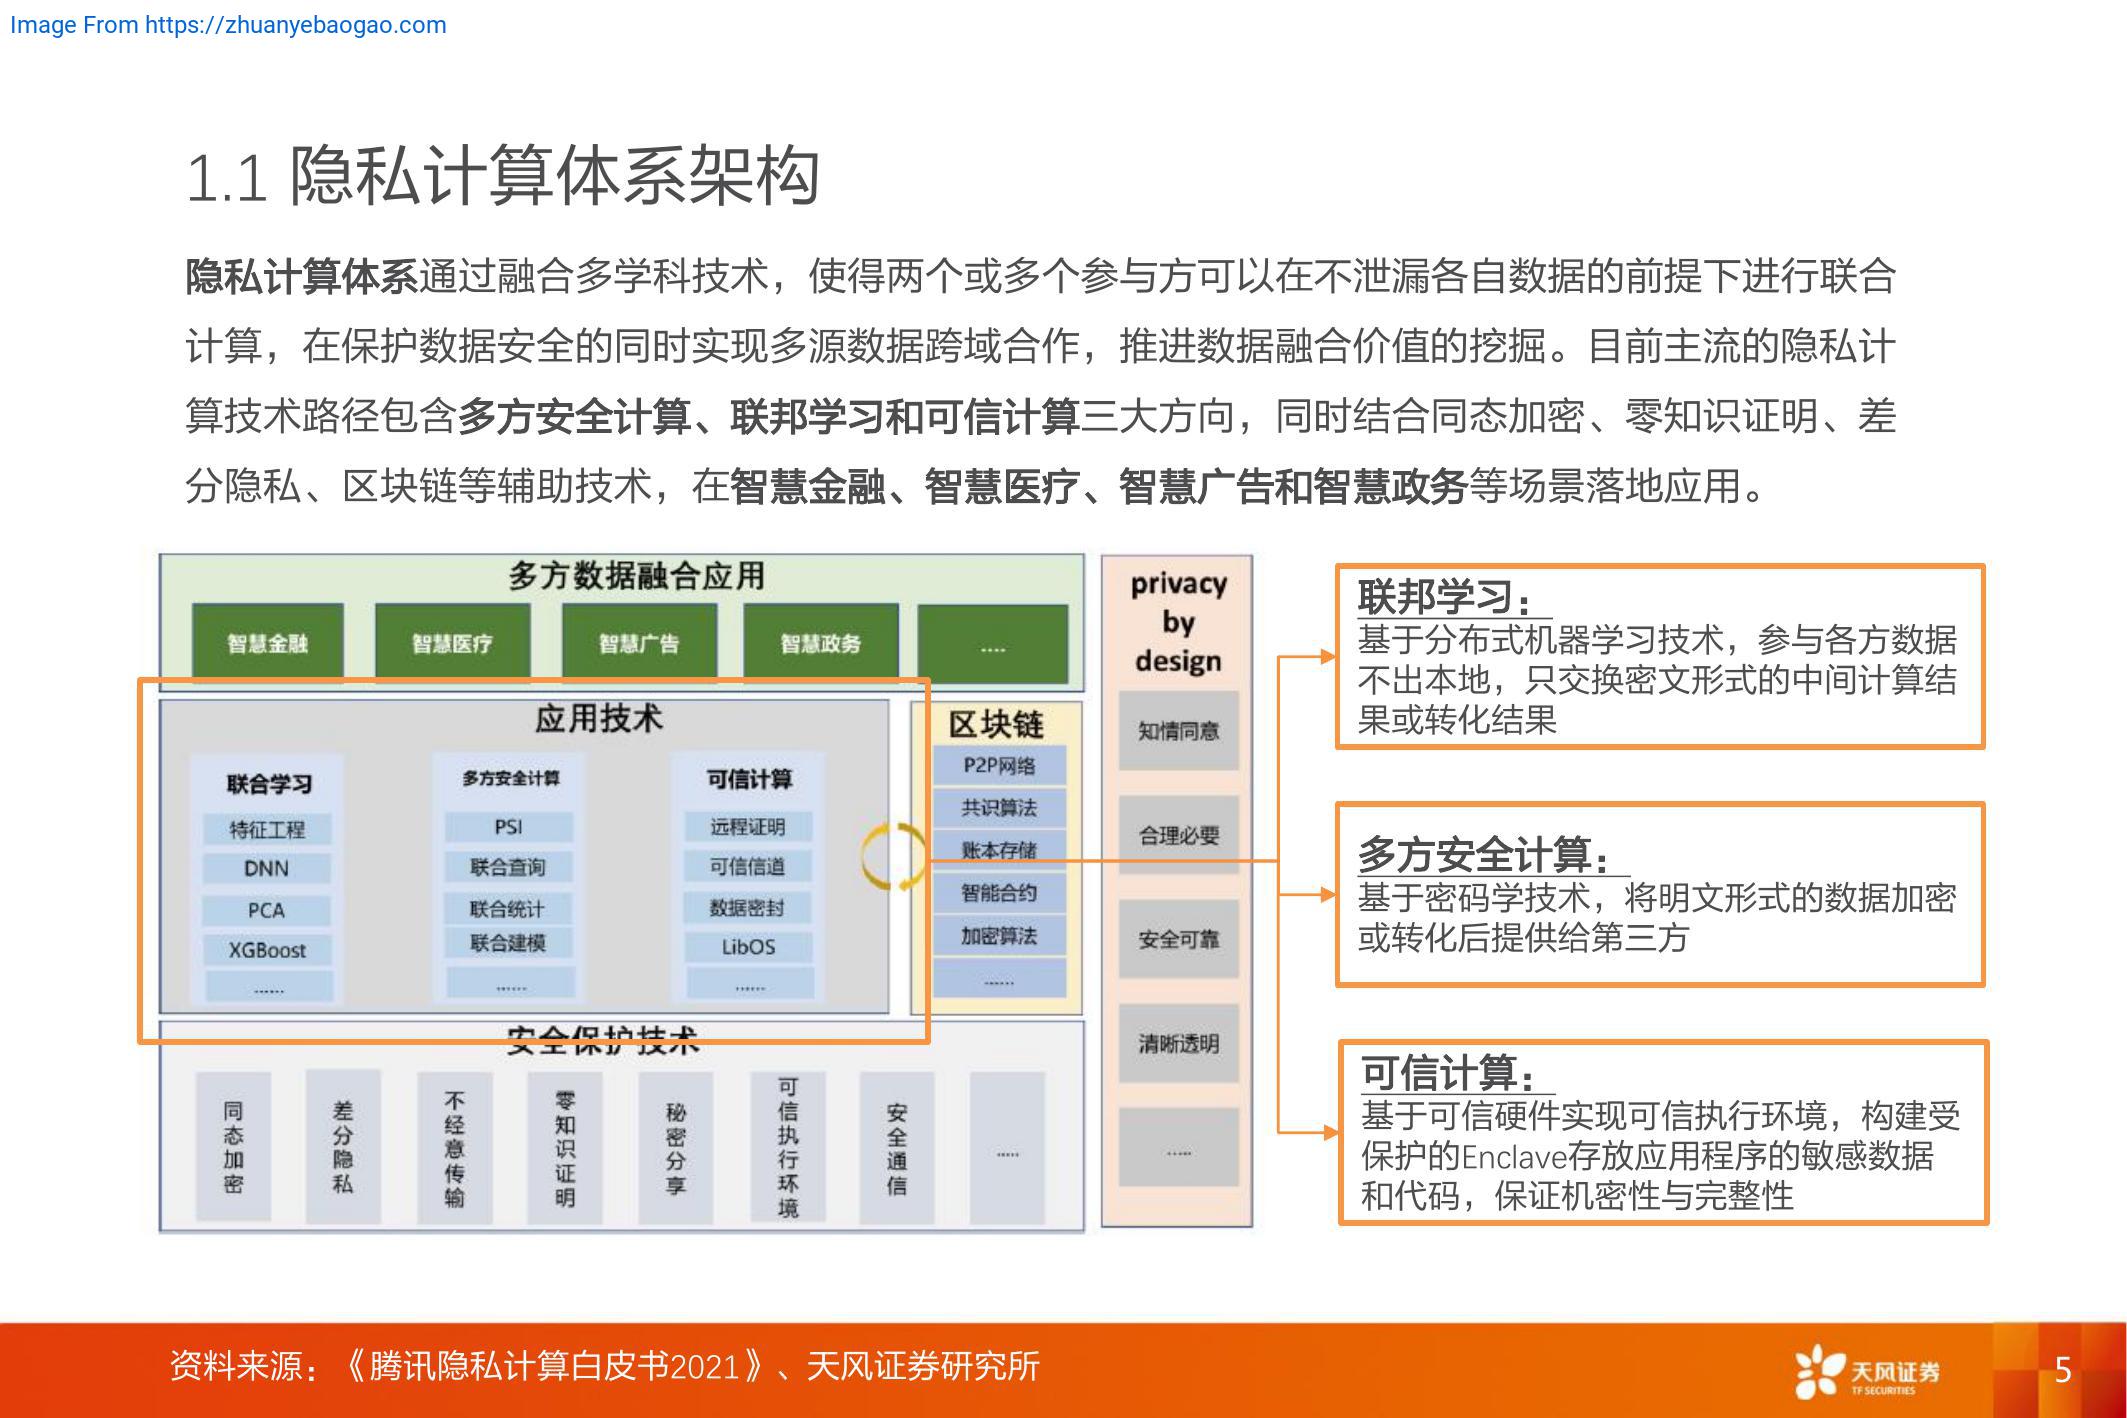 Image From https://zhuanyebaogao.com
1.1 隐私计算体系架构
隐私计算体系通过融合多学科技术，使得两个或多个参与方可以在不泄漏各自数据的前提下进行联合
计算，在保护数据安全的同时实现多源数据跨域合作，推进数据融合价值的挖掘。目前主流的隐私计
算技术路径包含多方安全计算、联邦学习和可信计算三大方向，同时结合同态加密、零知识证明、差
分隐私、区块链等辅助技术，在智慧金融、智慧医疗、智慧广告和智慧政务等场景落地应用。
多方数据融合应用
智慧金融
智慧医疗
智慧广告
智慧政务
....
应用技术
联合学习
特征工程
DNN
PCA
XGBoost
......
多方安全计算
PSI
联合查询
联合统计
联合建模
......
可信计算
远程证明
可信信道
数据密封
LibOS
......
区块链
P2P网络
共识算法
账本存储
智能合约
加密算法
......
安全保护技术
同态加密
差分隐私
不经意传输
零知识证明
秘密分享
可信执行环境
安全通信
.....
privacy
by
design
知情同意
合理必要
安全可靠
清晰透明
.....
联邦学习：
基于分布式机器学习技术，参与各方数据
不出本地，只交换密文形式的中间计算结
果或转化结果
多方安全计算：
基于密码学技术，将明文形式的数据加密
或转化后提供给第三方
可信计算：
基于可信硬件实现可信执行环境，构建受
保护的Enclave存放应用程序的敏感数据
和代码，保证机密性与完整性
资料来源：《腾讯隐私计算白皮书2021》、天风证券研究所
天风证券
TF SECURITIES
5